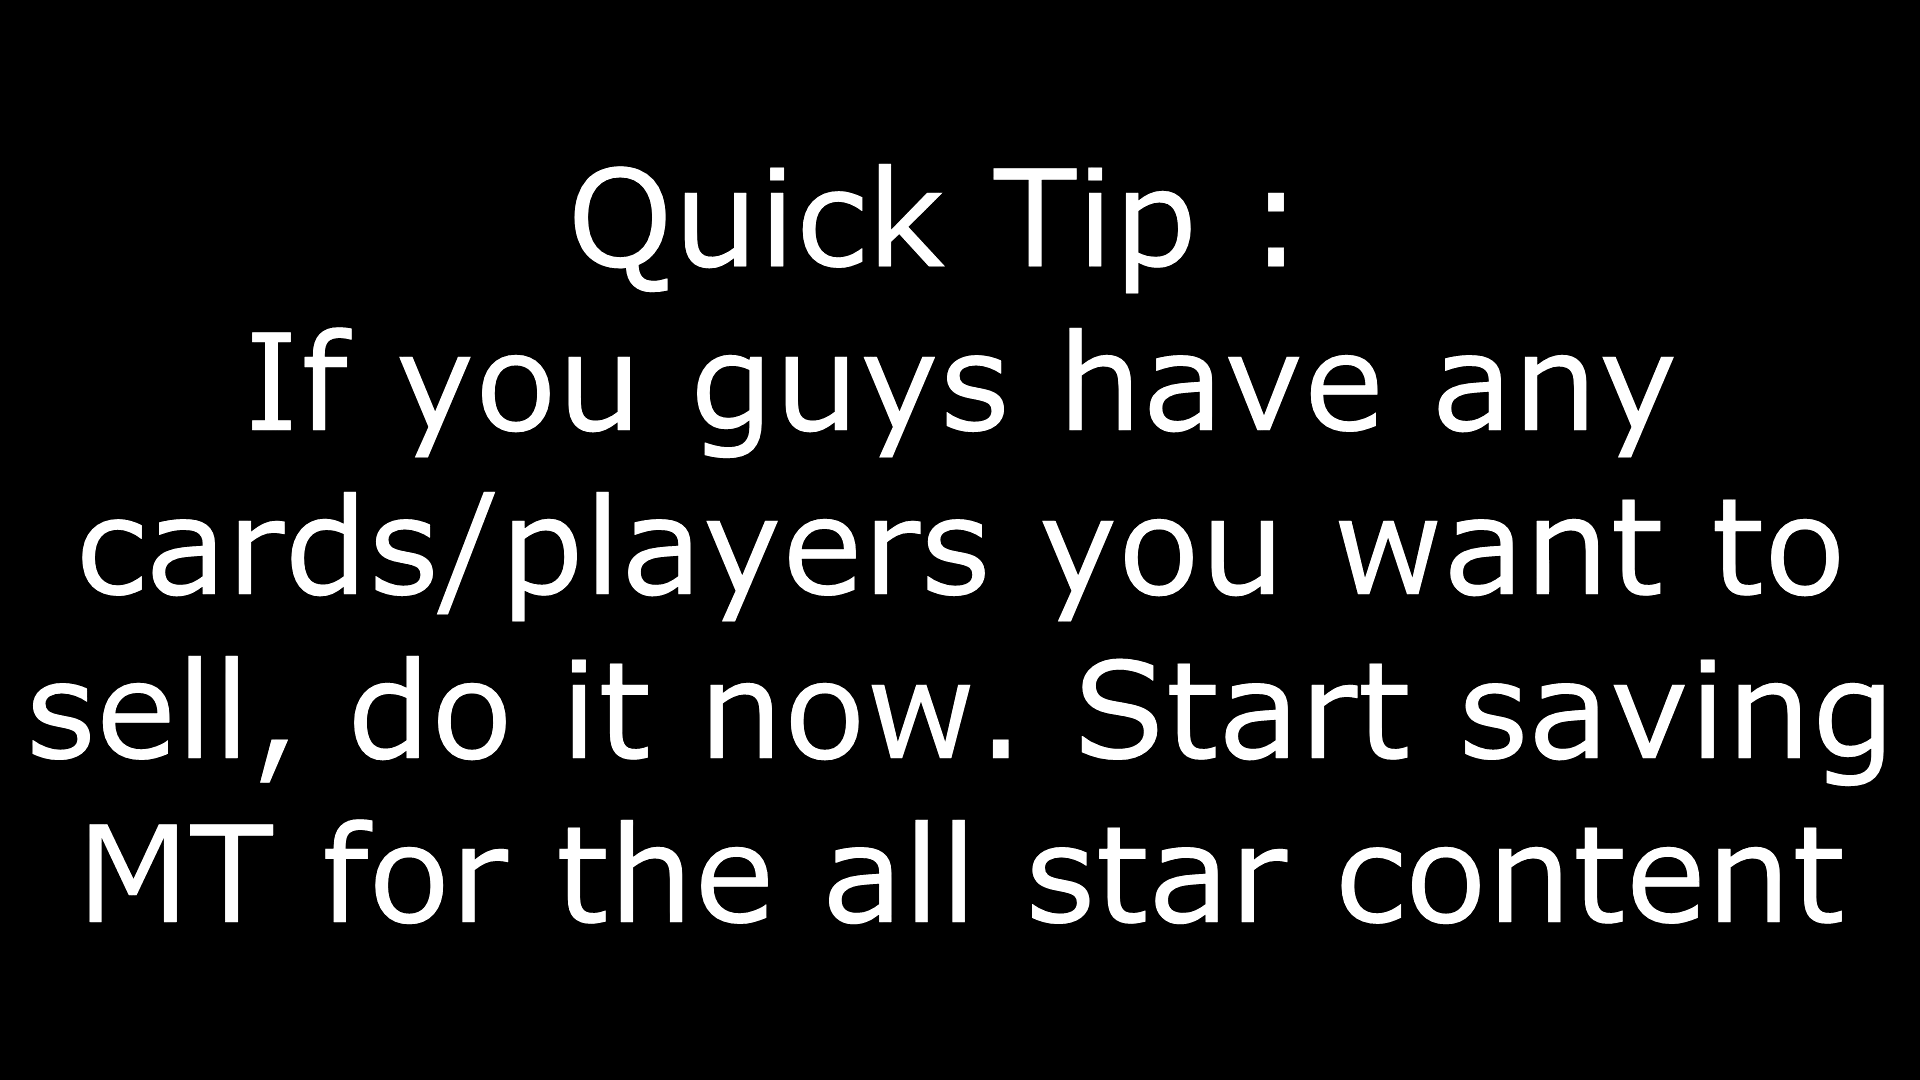 Quick Tip :
If you guys have any
cards/players you want to
sell, do it now. Start saving
MT for the all star content